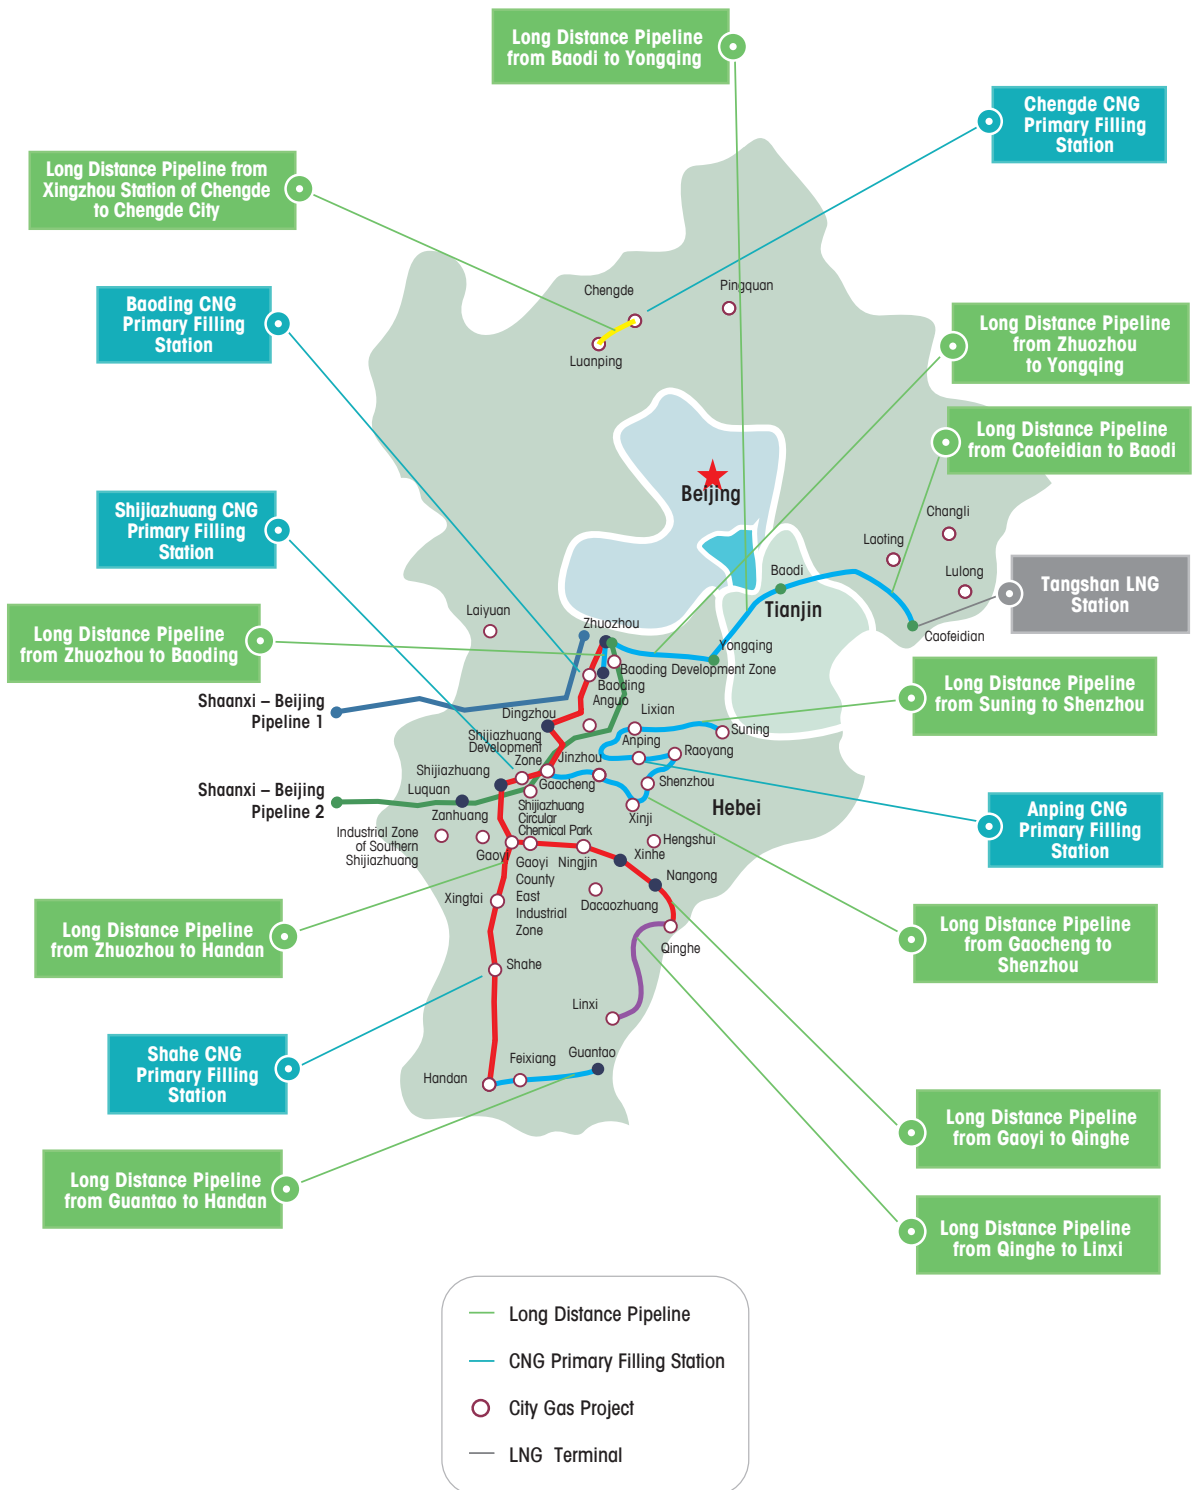 Long Distance Pipeline
from Baodi to Yongqing
Chengde CNG
Primary Filling
Station
Long Distance Pipeline from
Xingzhou Station of Chengde
to Chengde City
Baoding CNG
Primary Filling
Station
Chengde
Pingquan
Luanping
Long Distance Pipeline
from Zhuozhou
to Yongqing
Long Distance Pipeline
from Caofeidian to Baodi
Beijing
Shijiazhuang CNG
Primary Filling
Station
Changli
Laoting
Lulong
Baodi
Tianjin
Tangshan LNG
Station
Caofeidian
Laiyuan
Zhuozhou
Yongqing
Long Distance Pipeline
from Zhuozhou to Baoding
Baoding Development Zone
Baoding
Anguo
Long Distance Pipeline
from Suning to Shenzhou
Shaanxi – Beijing
Pipeline 1
Dingzhou
Lixian
Suning
Shijiazhuang
Development
Zone
Anping
Raoyang
Jinzhou
Shijiazhuang
Gaocheng
Shenzhou
Luquan
Shaanxi – Beijing
Pipeline 2
Hebei
Anping CNG
Primary Filling
Station
Zanhuang
Shijiazhuang
Circular
Chemical Park
Xinji
Industrial Zone
of Southern
Shijiazhuang
Hengshui
Gaoyi
Gaoyi
County
East
Industrial
Zone
Ningjin
Xinhe
Nangong
Xingtai
Dacaozhuang
Long Distance Pipeline
from Zhuozhou to Handan
Long Distance Pipeline
from Gaocheng to
Shenzhou
Qinghe
Shahe
Linxi
Shahe CNG
Primary Filling
Station
Feixiang
Guantao
Handan
Long Distance Pipeline
from Gaoyi to Qinghe
Long Distance Pipeline
from Guantao to Handan
Long Distance Pipeline
from Qinghe to Linxi
Long Distance Pipeline
CNG Primary Filling Station
City Gas Project
LNG Terminal